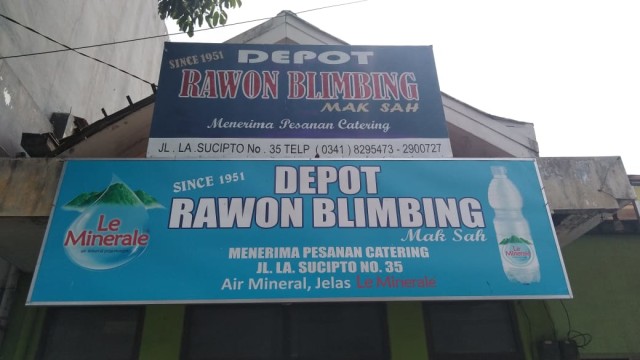 SINCE 1951
DEPOT
RAWON BLIMBING
MAK SAH
Menerima Pesanan Catering
JL . LA .SUCIPTO No . 35 TELP ( 0341 ) 8295473 - 2900727
SINCE 1951
DEPOT
RAWON BLIMBING
Mak Sah
MENERIMA PESANAN CATERING
JL. LA. SUCIPTO NO. 35
Air Mineral, Jelas Le Minerale
Le
Minerale